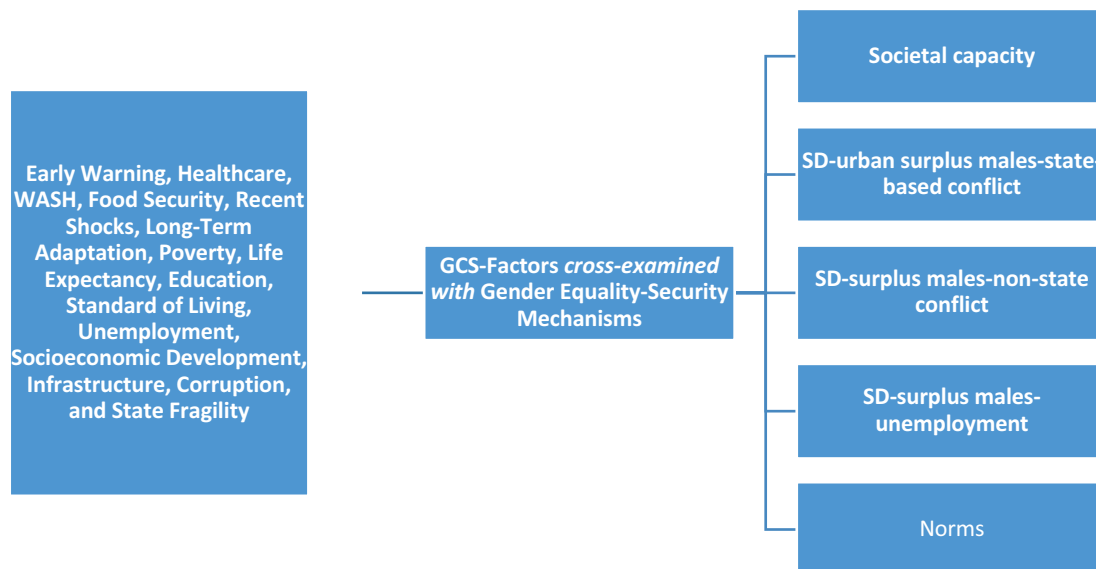 Early Warning, Healthcare,
WASH, Food Security, Recent
Shocks, Long-Term
Adaptation, Poverty, Life
Expectancy, Education,
Standard of Living,
Unemployment,
Socioeconomic Development,
Infrastructure, Corruption,
and State Fragility
GCS-Factors cross-examined
with Gender Equality-Security
Mechanisms
Societal capacity
SD-urban surplus males-state-
based conflict
SD-surplus males-non-state
conflict
SD-surplus males-
unemployment
Norms